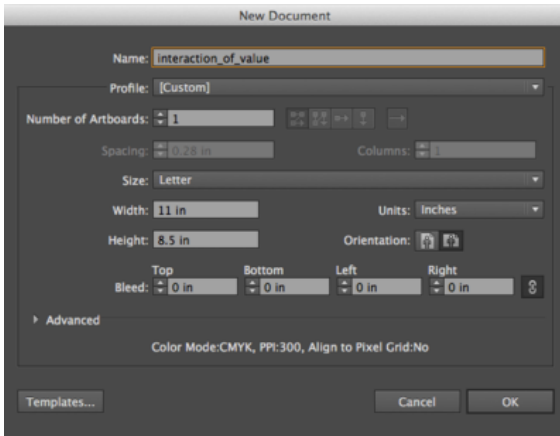 New Document
Name: interaction_of_value
Profile: [Custom]
Number of Artboards: 1
Spacing: 0.28 in Columns: 1
Size: Letter
Width: 11 in Units: Inches
Height: 8.5 in Orientation:
Top Bottom Left Right
Bleed: 0 in 0 in 0 in 0 in
Advanced
Color Mode:CMYK, PPI:300, Align to Pixel Grid:No
Templates... Cancel OK